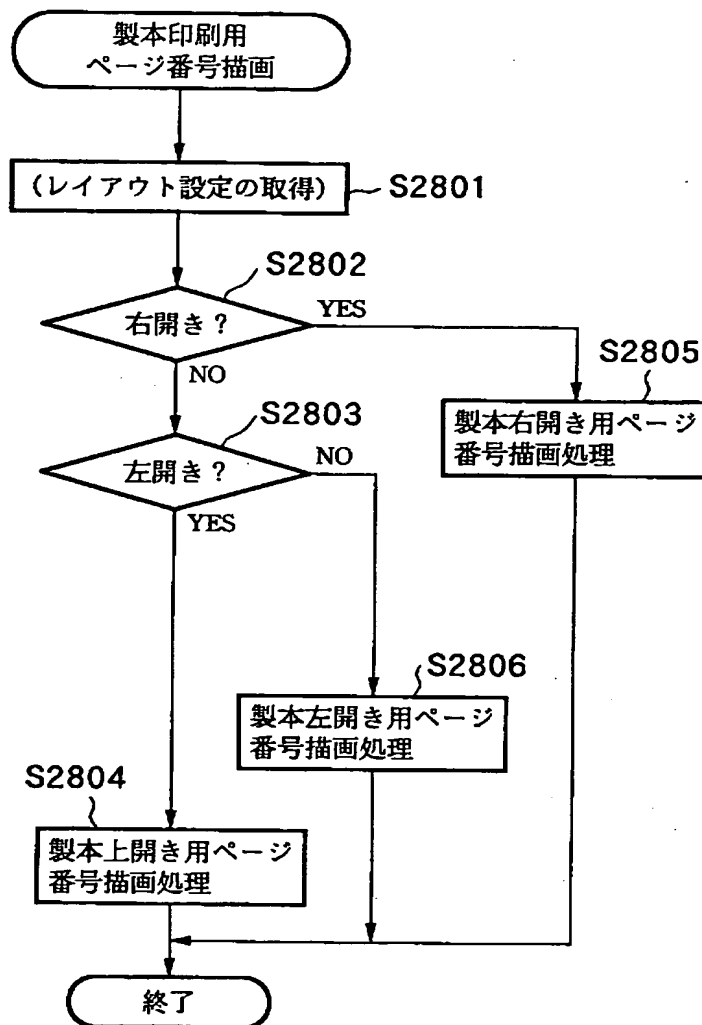 製本印刷用
ページ番号描画
(レイアウト設定の取得)
S2801
S2802
右開き?
YES
NO
S2805
製本右開き用ページ
番号描画処理
S2803
左開き?
NO
YES
S2806
製本左開き用ページ
番号描画処理
S2804
製本上開き用ページ
番号描画処理
終了